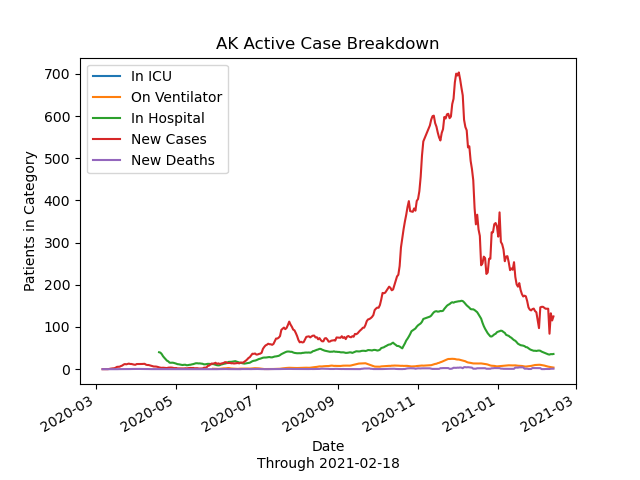 AK Active Case Breakdown
In ICU
On Ventilator
In Hospital
New Cases
New Deaths
Patients in Category
700
600
500
400
300
200
100
0
2020-03
2020-05
2020-07
2020-09
2020-11
2021-01
2021-03
Date
Through 2021-02-18